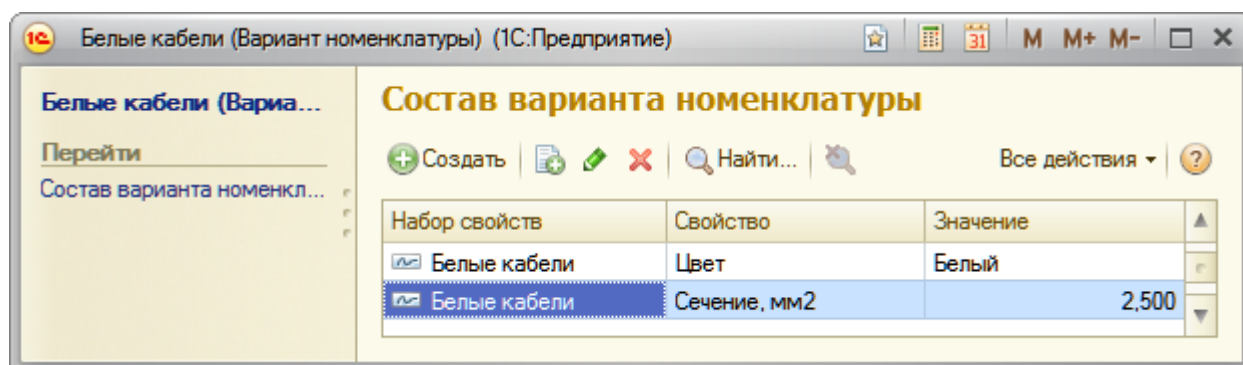 1С Белые кабели (Вариант номенклатуры) (1С:Предприятие) 31 M M+ M-
Белые кабели (Вариа...
Перейти
Состав варианта номенкл...
Состав варианта номенклатуры
Создать Найти... Все действия ?
Набор свойств Свойство Значение
Белые кабели Цвет Белый
Белые кабели Сечение, мм2 2,500